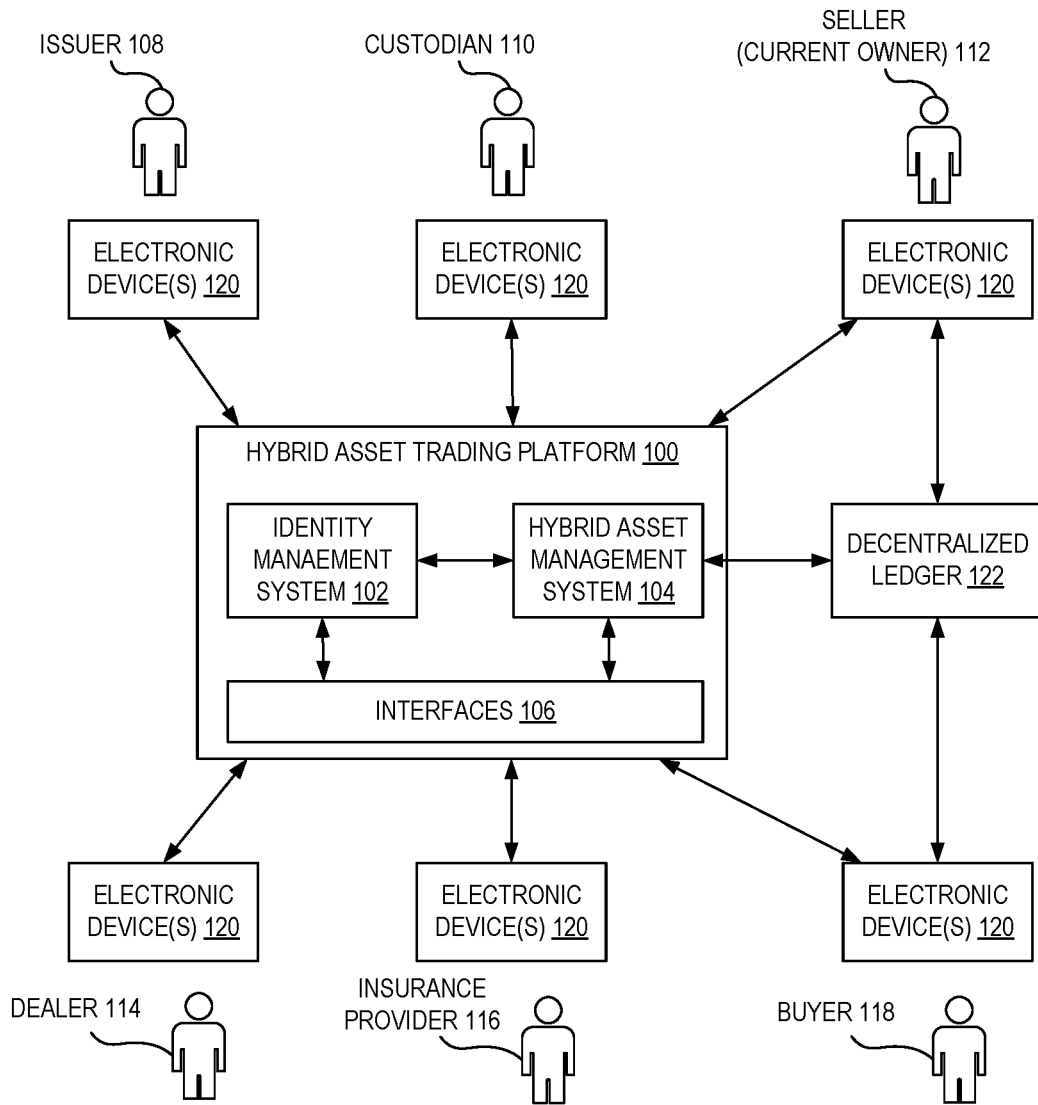 ISSUER 108
CUSTODIAN 110
SELLER
(CURRENT OWNER) 112
ELECTRONIC
DEVICE(S) 120
ELECTRONIC
DEVICE(S) 120
ELECTRONIC
DEVICE(S) 120
HYBRID ASSET TRADING PLATFORM 100
IDENTITY
MANAEMENT
SYSTEM 102
HYBRID ASSET
MANAGEMENT
SYSTEM 104
DECENTRALIZED
LEDGER 122
INTERFACES 106
ELECTRONIC
DEVICE(S) 120
ELECTRONIC
DEVICE(S) 120
ELECTRONIC
DEVICE(S) 120
DEALER 114
INSURANCE
PROVIDER 116
BUYER 118